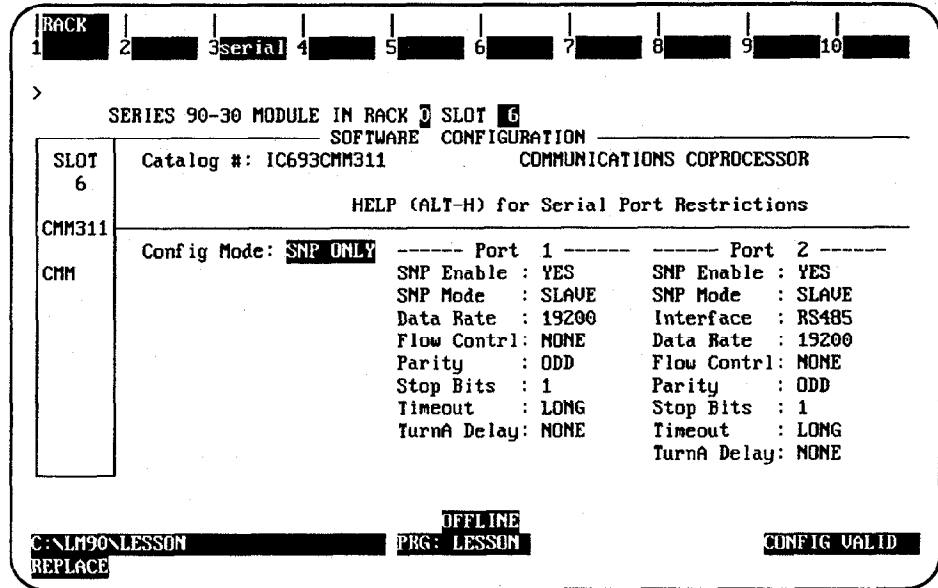 RACK
1 2 3serial 4 5 6 7 8 9 10
>
SERIES 90-30 MODULE IN RACK 0 SLOT 6
SOFTWARE CONFIGURATION
SLOT Catalog #: IC693CMM311 COMMUNICATIONS COPROCESSOR
6
HELP (ALT-H) for Serial Port Restrictions
CMM311
Config Mode: SNP ONLY ------ Port 1 ------ ------ Port 2 ------
CMM SNP Enable : YES SNP Enable : YES
SNP Mode : SLAVE SNP Mode : SLAVE
Data Rate : 19200 Interface : RS485
Flow Contrl: NONE Data Rate : 19200
Parity : ODD Flow Contrl: NONE
Stop Bits : 1 Parity : ODD
Timeout : LONG Stop Bits : 1
TurnA Delay: NONE Timeout : LONG
TurnA Delay: NONE
OFFLINE
C:\LM90\LESSON PRG: LESSON CONFIG VALID
REPLACE